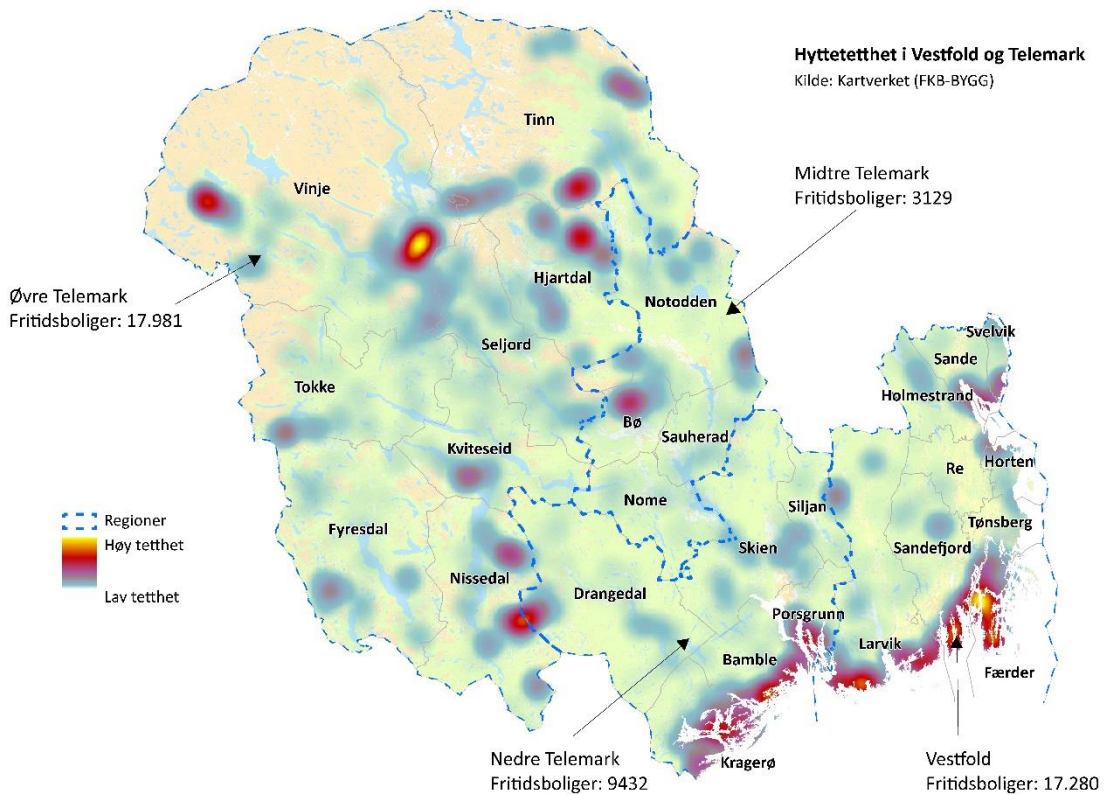 Hyttetetthet i Vestfold og Telemark
Kilde: Kartverket (FKB-BYGG)
Tinn
Vinje
Midtre Telemark
Fritidsboliger: 3129
Øvre Telemark
Fritidsboliger: 17.981
Hjartdal
Notodden
Svelvik
Sande
Seljord
Tokke
Holmestrand
Bø
Sauherad
Kviteseid
Horten
Re
Nome
Siljan
Regioner
Høy tetthet
Lav tetthet
Fyresdal
Tønsberg
Skien
Sandefjord
Nissedal
Drangedal
Porsgrunn
Larvik
Bamble
Færder
Kragerø
Nedre Telemark
Fritidsboliger: 9432
Vestfold
Fritidsboliger: 17.280